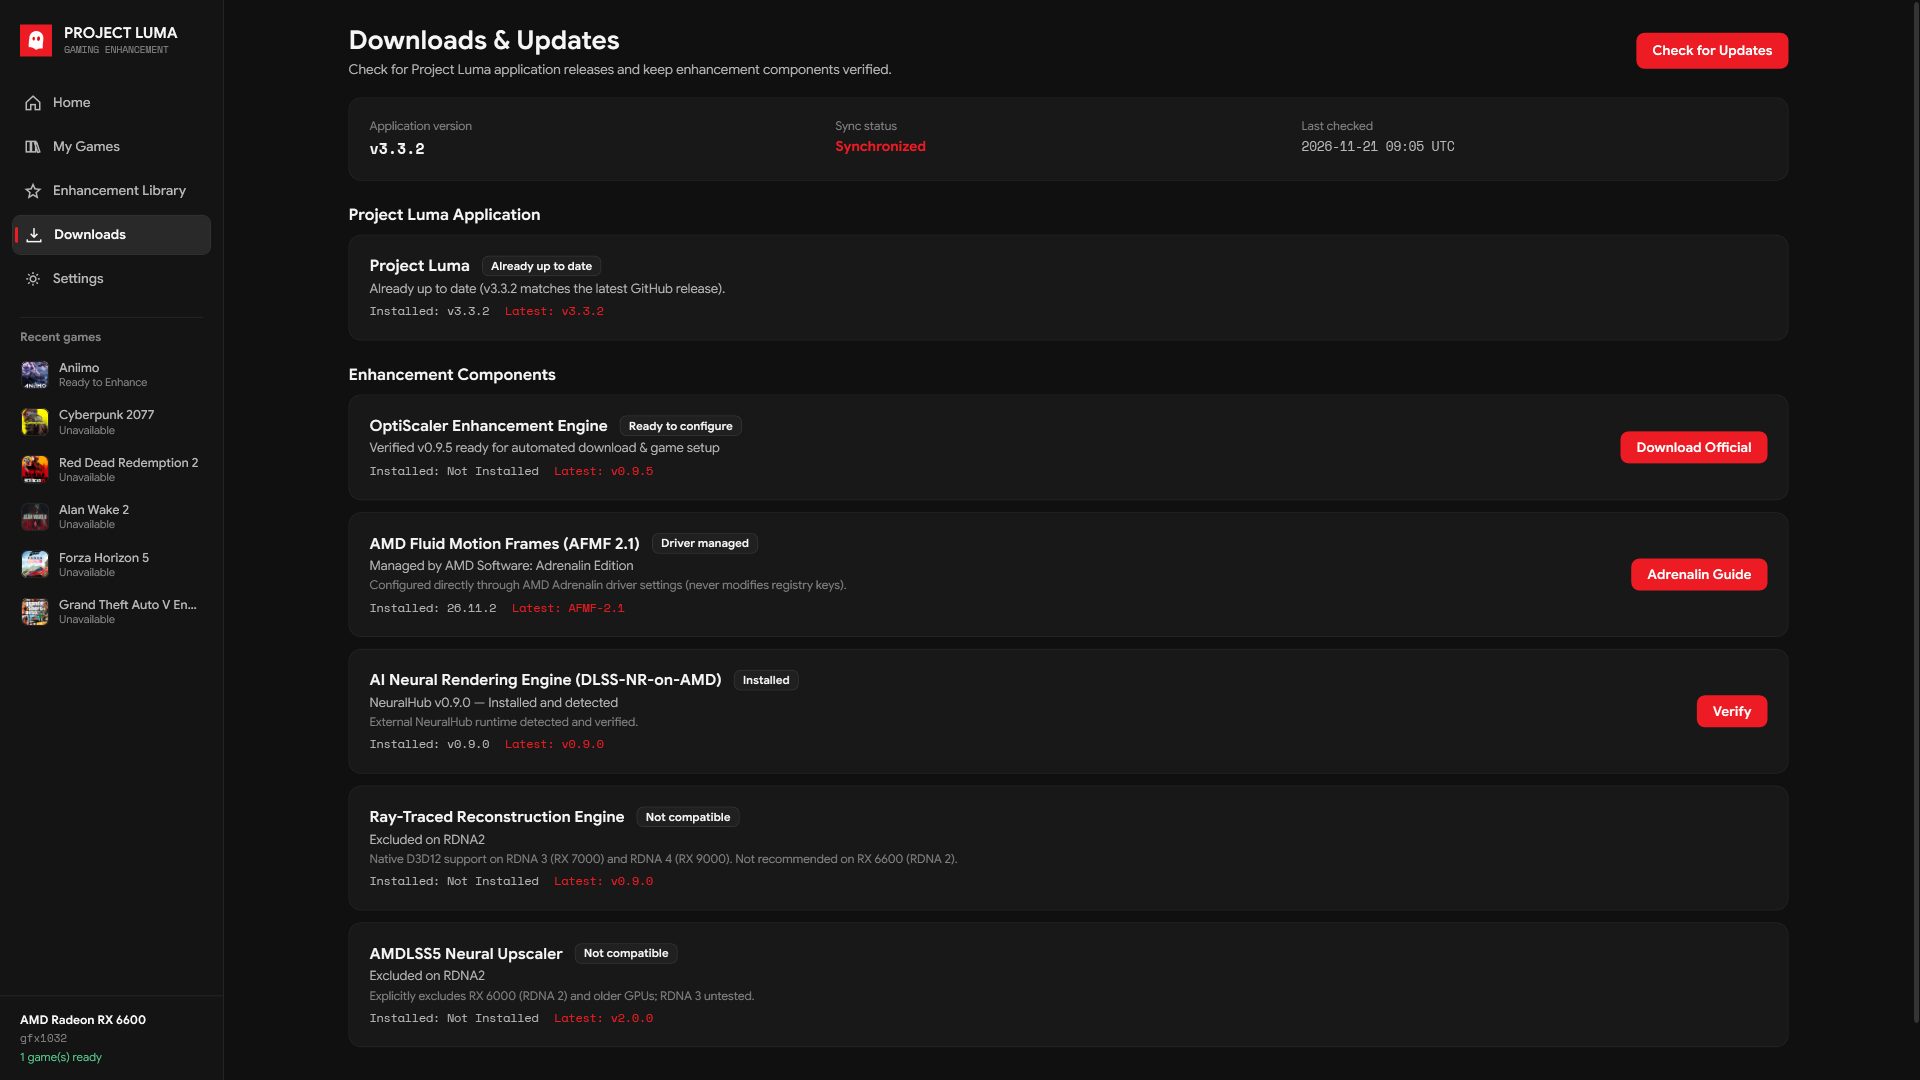 PROJECT LUMA
GAMING ENHANCEMENT
Home
My Games
Enhancement Library
Downloads
Settings
Recent games
Aniimo
Ready to Enhance
Cyberpunk 2077
Unavailable
Red Dead Redemption 2
Unavailable
Alan Wake 2
Unavailable
Forza Horizon 5
Unavailable
Grand Theft Auto V En...
Unavailable
AMD Radeon RX 6600
gfx1032
1 game(s) ready
Downloads & Updates
Check for Project Luma application releases and keep enhancement components verified.
Check for Updates
Application version
v3.3.2
Sync status
Synchronized
Last checked
2026-11-21 09:05 UTC
Project Luma Application
Project Luma Already up to date
Already up to date (v3.3.2 matches the latest GitHub release).
Installed: v3.3.2 Latest: v3.3.2
Enhancement Components
OptiScaler Enhancement Engine Ready to configure
Verified v0.9.5 ready for automated download & game setup
Installed: Not Installed Latest: v0.9.5
Download Official
AMD Fluid Motion Frames (AFMF 2.1) Driver managed
Managed by AMD Software: Adrenalin Edition
Configured directly through AMD Adrenalin driver settings (never modifies registry keys).
Installed: 26.11.2 Latest: AFMF-2.1
Adrenalin Guide
AI Neural Rendering Engine (DLSS-NR-on-AMD) Installed
NeuralHub v0.9.0 — Installed and detected
External NeuralHub runtime detected and verified.
Installed: v0.9.0 Latest: v0.9.0
Verify
Ray-Traced Reconstruction Engine Not compatible
Excluded on RDNA2
Native D3D12 support on RDNA 3 (RX 7000) and RDNA 4 (RX 9000). Not recommended on RX 6600 (RDNA 2).
Installed: Not Installed Latest: v0.9.0
AMDLSS5 Neural Upscaler Not compatible
Excluded on RDNA2
Explicitly excludes RX 6000 (RDNA 2) and older GPUs; RDNA 3 untested.
Installed: Not Installed Latest: v2.0.0